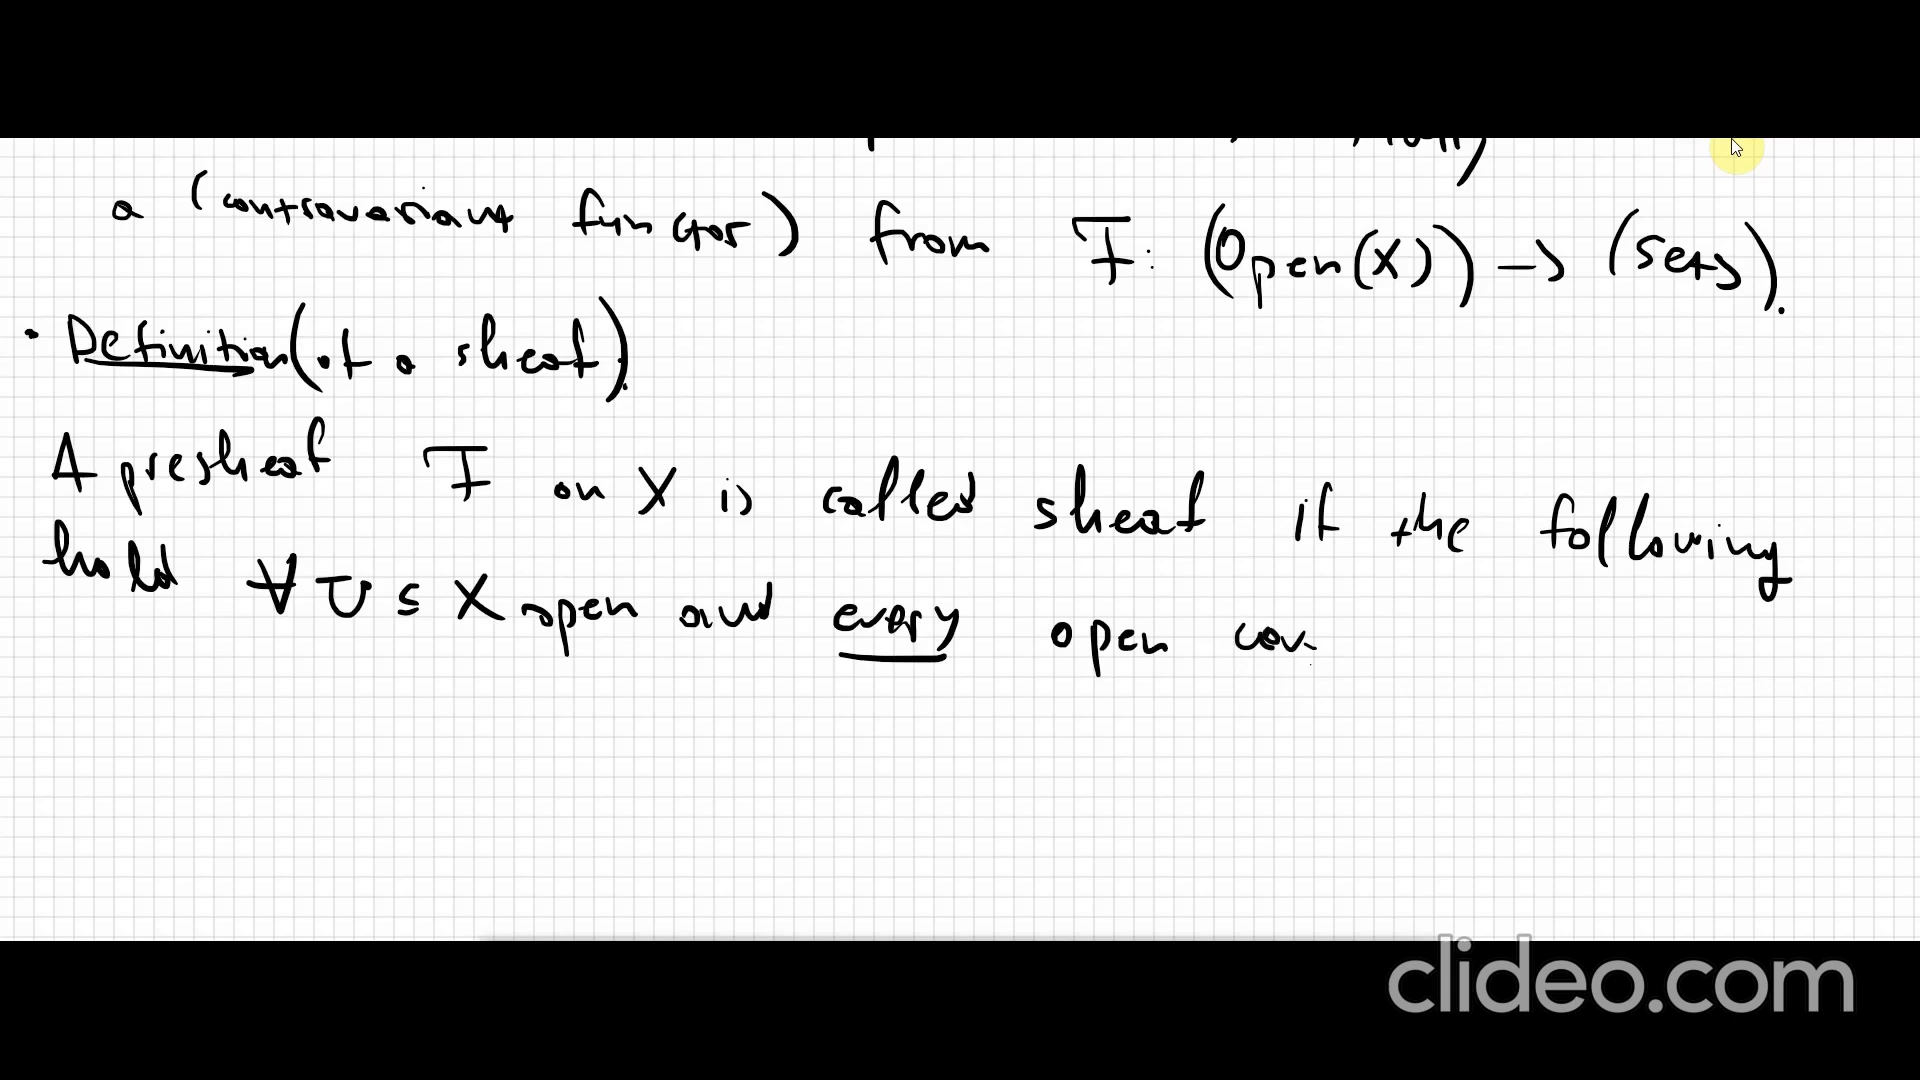 a (contravariant functor) from F: (Open(X)) → (Sets).
• Definition (of a sheaf).
A presheaf F on X is called sheaf if the following
hold ∀ U ⊆ X open and every open cov
clideo.com